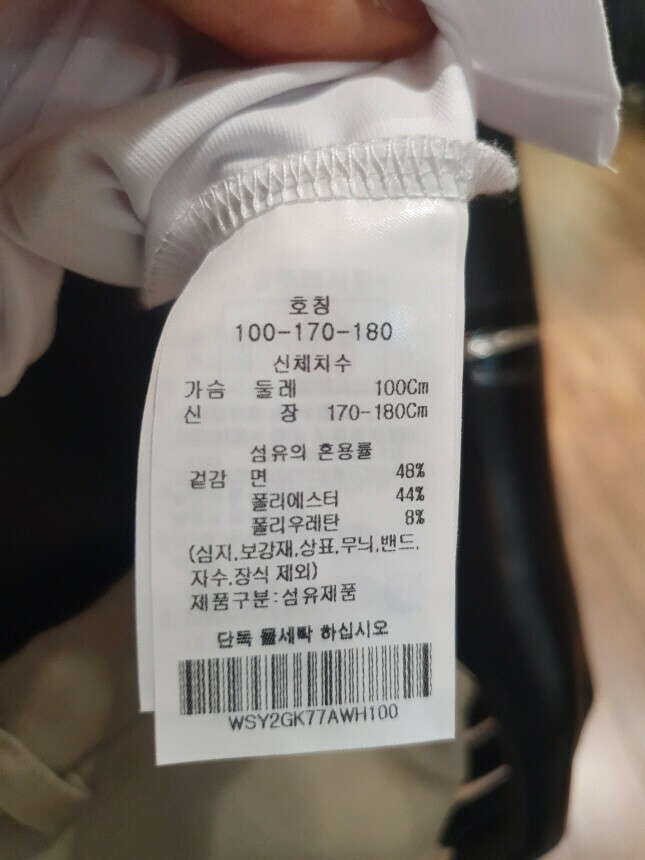 호칭
100-170-180
신체치수
가슴 둘레 100Cm
신 장 170-180Cm
섬유의 혼용률
겉감 면 48%
폴리에스터 44%
폴리우레탄 8%
(심지,보강재,상표,무늬,밴드,
자수,장식 제외)
제품구분:섬유제품
단독 물세탁 하십시오
WSY2GK77AWH100